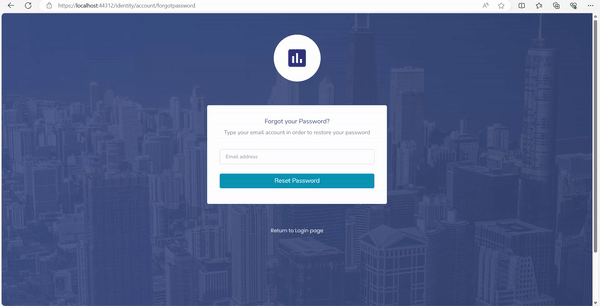 https://localhost:44312/identity/account/forgotpassword
Forgot your Password?
Type your email account in order to restore your password
Email address
Reset Password
Return to Login page